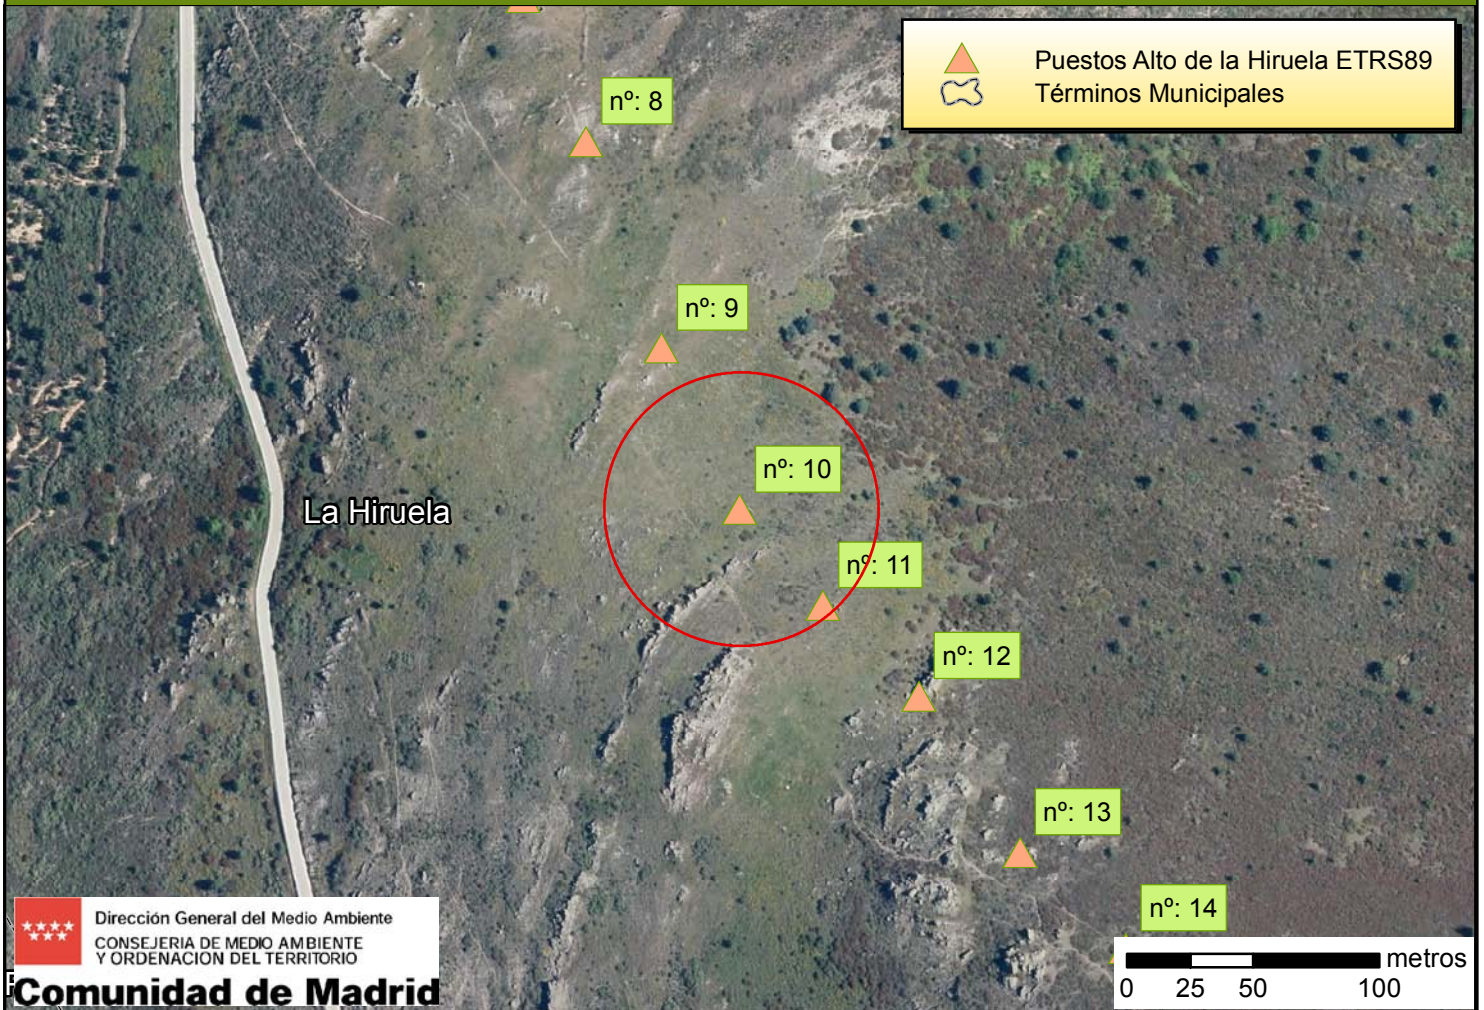 Puestos Alto de la Hiruela ETRS89
Términos Municipales
nº: 8
nº: 9
nº: 10
La Hiruela
nº: 11
nº: 12
nº: 13
nº: 14
Dirección General del Medio Ambiente
CONSEJERIA DE MEDIO AMBIENTE
Y ORDENACION DEL TERRITORIO
Comunidad de Madrid
metros
0 25 50 100